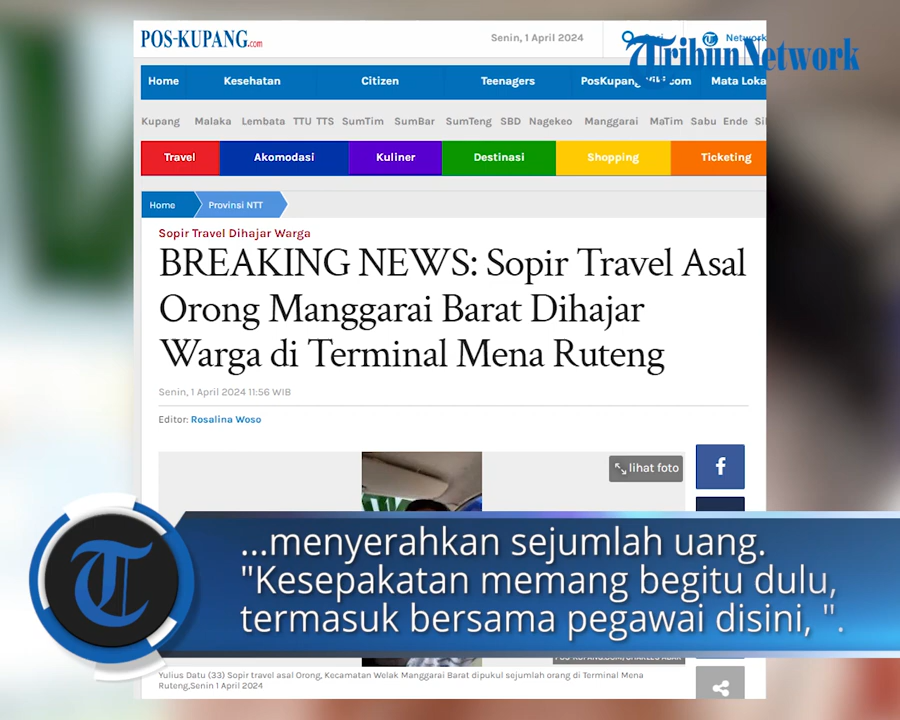 POS-KUPANG.com
Senin, 1 April 2024
Network
TribunNetwork
Home Kesehatan Citizen Teenagers PosKupang Wiki.com Mata Loka
Kupang Malaka Lembata TTU TTS SumTim SumBar SumTeng SBD Nagekeo Manggarai MaTim Sabu Ende
Travel Akomodasi Kuliner Destinasi Shopping Ticketing
Home Provinsi NTT
Sopir Travel Dihajar Warga
BREAKING NEWS: Sopir Travel Asal
Orong Manggarai Barat Dihajar
Warga di Terminal Mena Ruteng
Senin, 1 April 2024 11:56 WIB
Editor: Rosalina Woso
lihat foto
...menyerahkan sejumlah uang.
"Kesepakatan memang begitu dulu,
termasuk bersama pegawai disini, ".
Yulius Datu (33) Sopir travel asal Orong, Kecamatan Welak Manggarai Barat dipukul sejumlah orang di Terminal Mena
Ruteng,Senin 1 April 2024